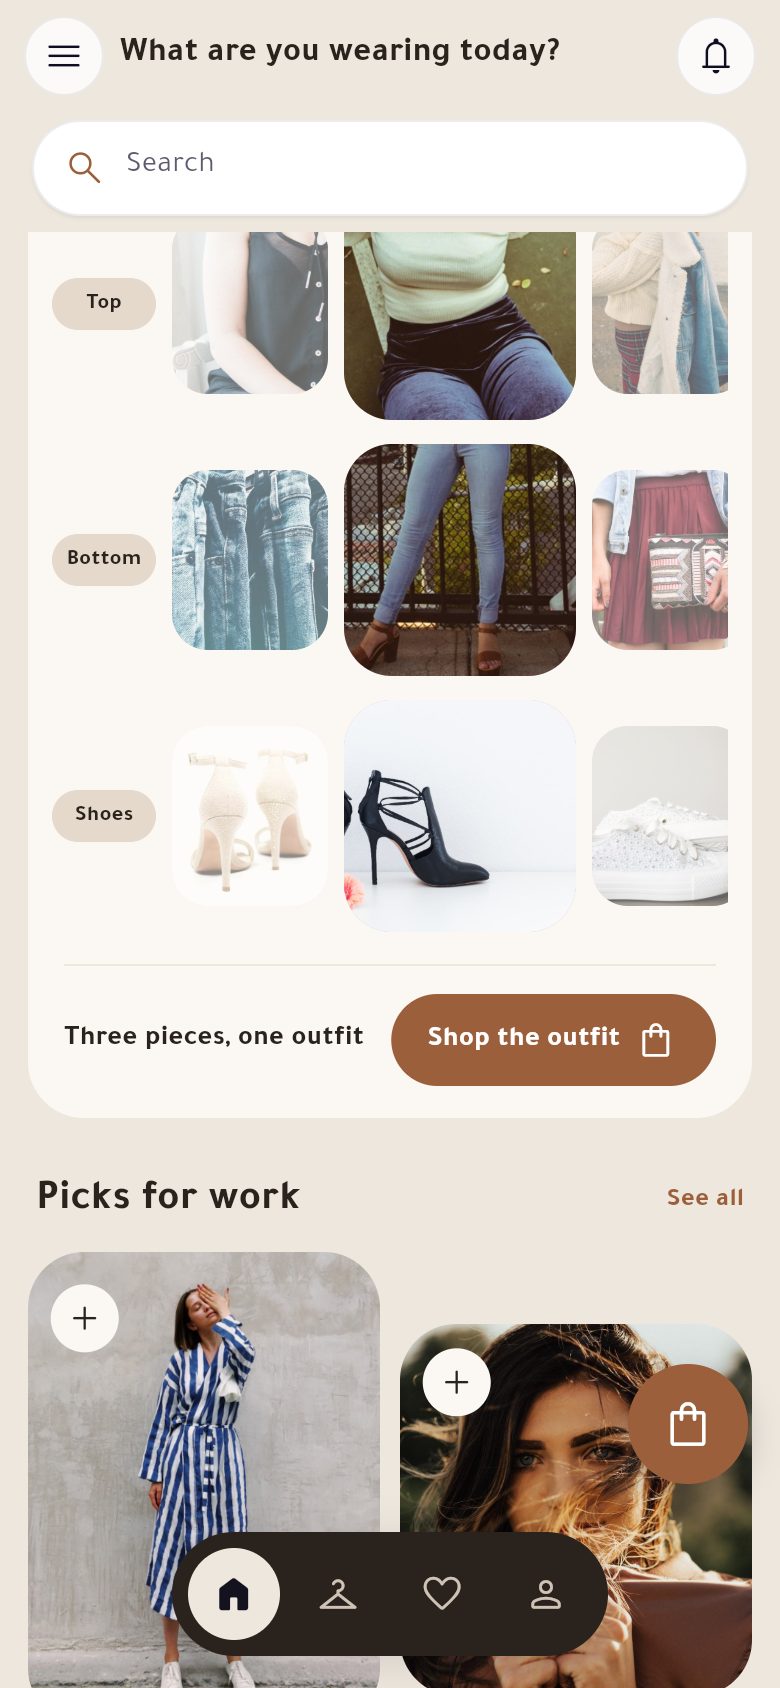 What are you wearing today?
Search
Top
Bottom
Shoes
Three pieces, one outfit
Shop the outfit
Picks for work
See all